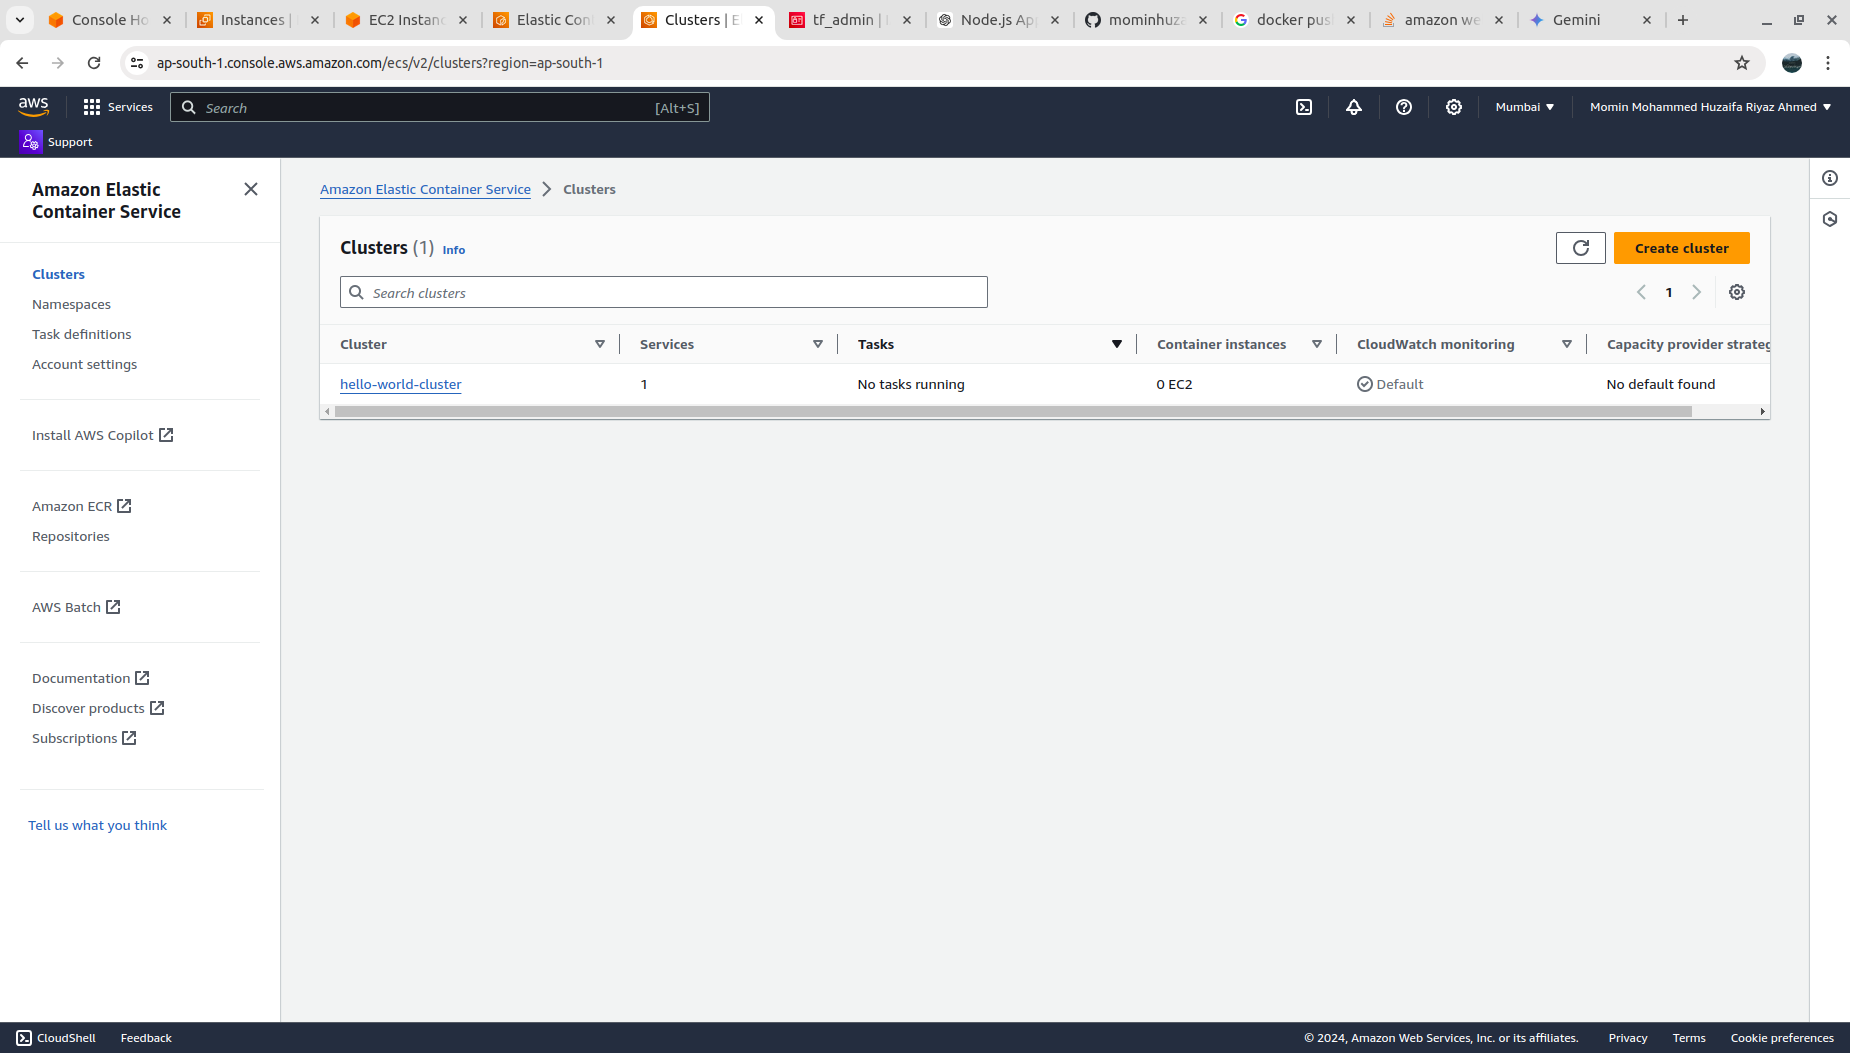 Console Ho
Instances |
EC2 Instan
Elastic Con
Clusters | E
tf_admin |
Node.js Ap
mominhuza
docker pus
amazon we
Gemini
ap-south-1.console.aws.amazon.com/ecs/v2/clusters?region=ap-south-1
aws
Services
Search
[Alt+S]
Mumbai
Momin Mohammed Huzaifa Riyaz Ahmed
Support
Amazon Elastic
Container Service
Clusters
Namespaces
Task definitions
Account settings
Install AWS Copilot
Amazon ECR
Repositories
AWS Batch
Documentation
Discover products
Subscriptions
Tell us what you think
Amazon Elastic Container Service > Clusters
Clusters (1) Info
Create cluster
Search clusters
1
Cluster Services Tasks Container instances CloudWatch monitoring Capacity provider strateg
hello-world-cluster 1 No tasks running 0 EC2 Default No default found
CloudShell Feedback © 2024, Amazon Web Services, Inc. or its affiliates. Privacy Terms Cookie preferences